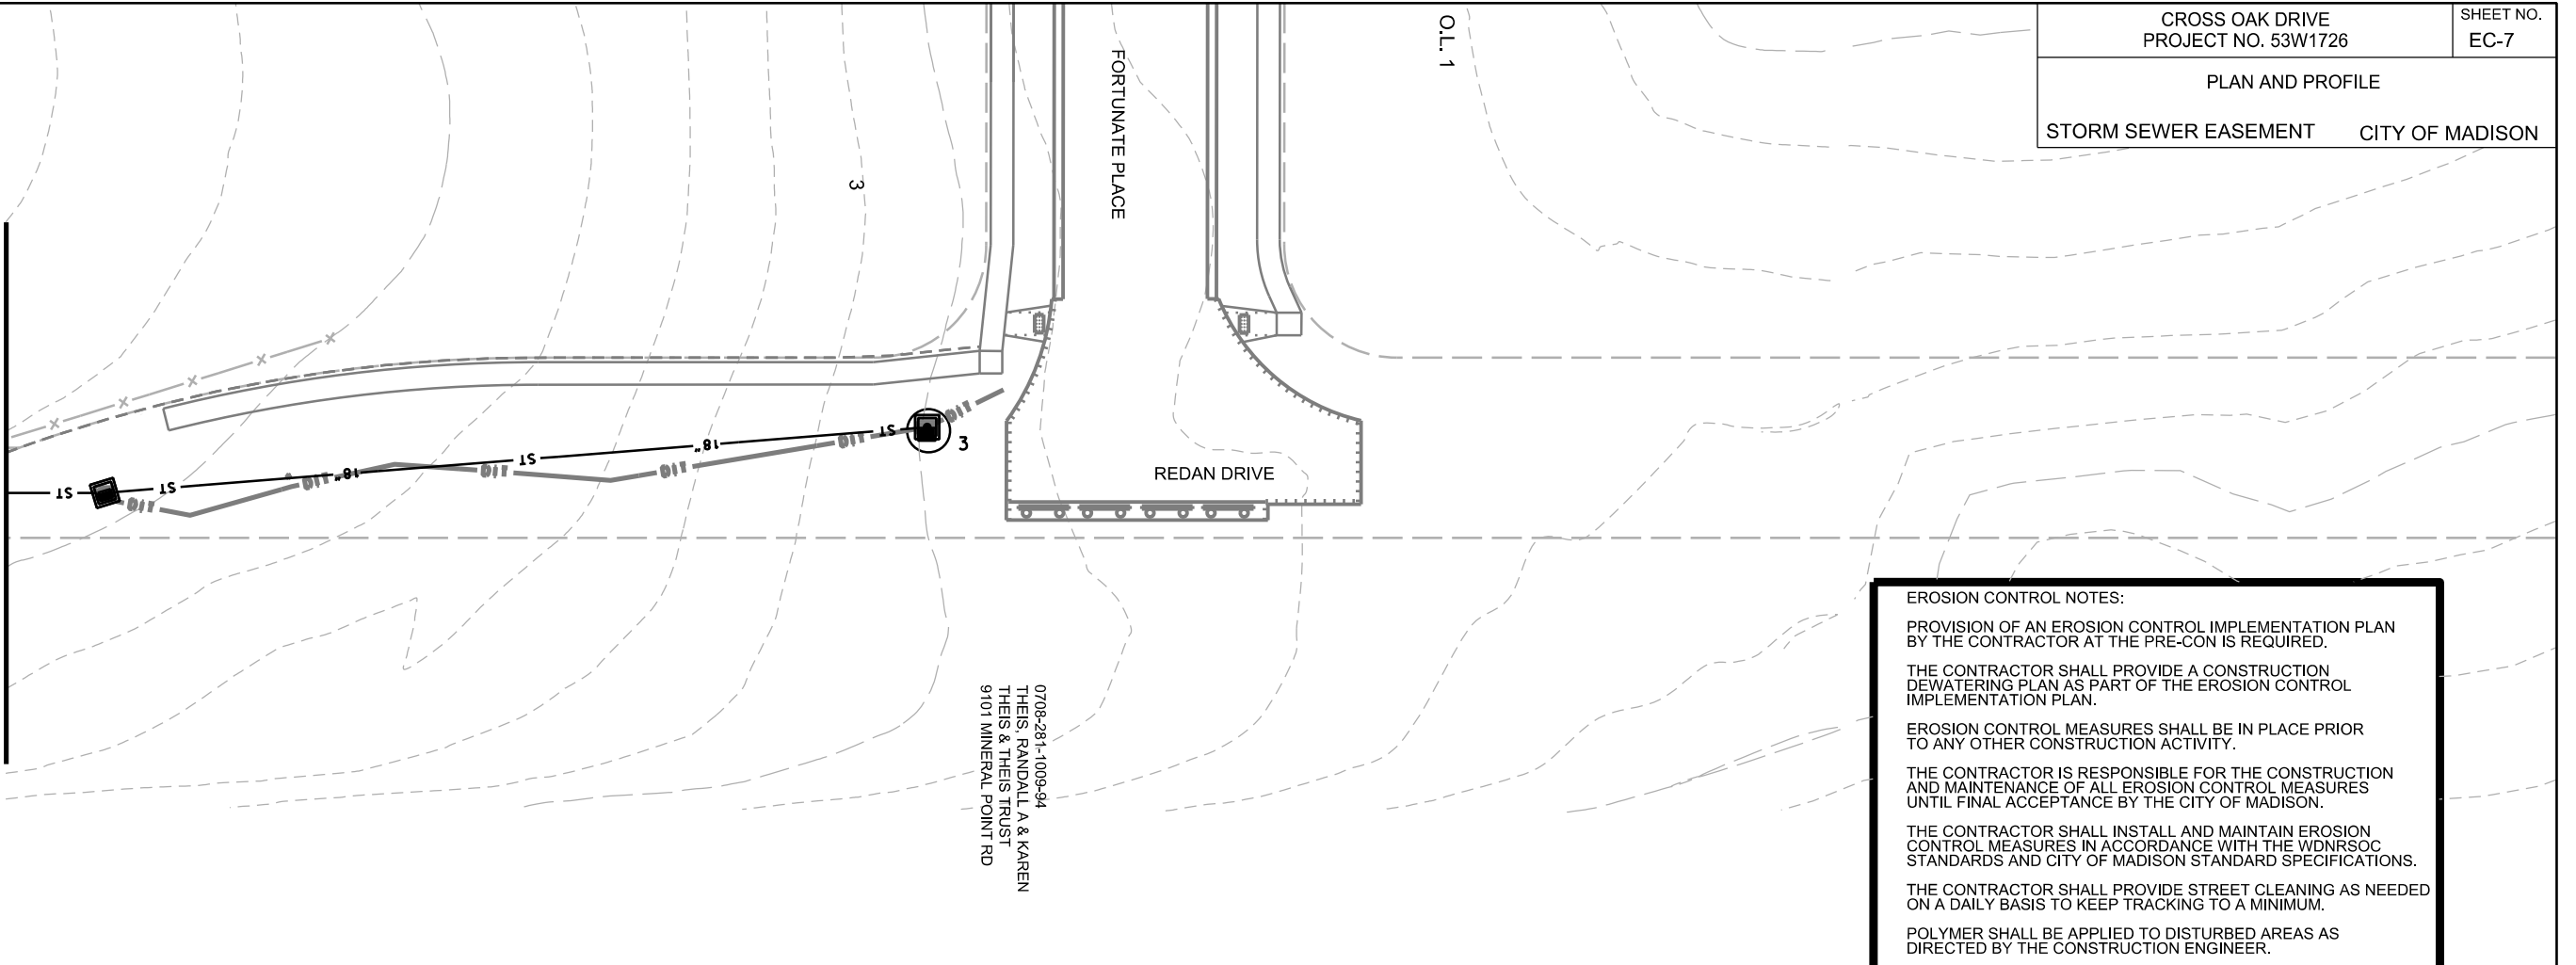 CROSS OAK DRIVE
PROJECT NO. 53W1726
SHEET NO.
EC-7
PLAN AND PROFILE
STORM SEWER EASEMENT
CITY OF MADISON
O.L. 1
FORTUNATE PLACE
3
3
REDAN DRIVE
ST
ST
18"
ST
18"
ST
0708-281-1009-94
THEIS, RANDALL A & KAREN
THEIS & THEIS TRUST
9101 MINERAL POINT RD
EROSION CONTROL NOTES:
PROVISION OF AN EROSION CONTROL IMPLEMENTATION PLAN
BY THE CONTRACTOR AT THE PRE-CON IS REQUIRED.
THE CONTRACTOR SHALL PROVIDE A CONSTRUCTION
DEWATERING PLAN AS PART OF THE EROSION CONTROL
IMPLEMENTATION PLAN.
EROSION CONTROL MEASURES SHALL BE IN PLACE PRIOR
TO ANY OTHER CONSTRUCTION ACTIVITY.
THE CONTRACTOR IS RESPONSIBLE FOR THE CONSTRUCTION
AND MAINTENANCE OF ALL EROSION CONTROL MEASURES
UNTIL FINAL ACCEPTANCE BY THE CITY OF MADISON.
THE CONTRACTOR SHALL INSTALL AND MAINTAIN EROSION
CONTROL MEASURES IN ACCORDANCE WITH THE WDNRSOC
STANDARDS AND CITY OF MADISON STANDARD SPECIFICATIONS.
THE CONTRACTOR SHALL PROVIDE STREET CLEANING AS NEEDED
ON A DAILY BASIS TO KEEP TRACKING TO A MINIMUM.
POLYMER SHALL BE APPLIED TO DISTURBED AREAS AS
DIRECTED BY THE CONSTRUCTION ENGINEER.